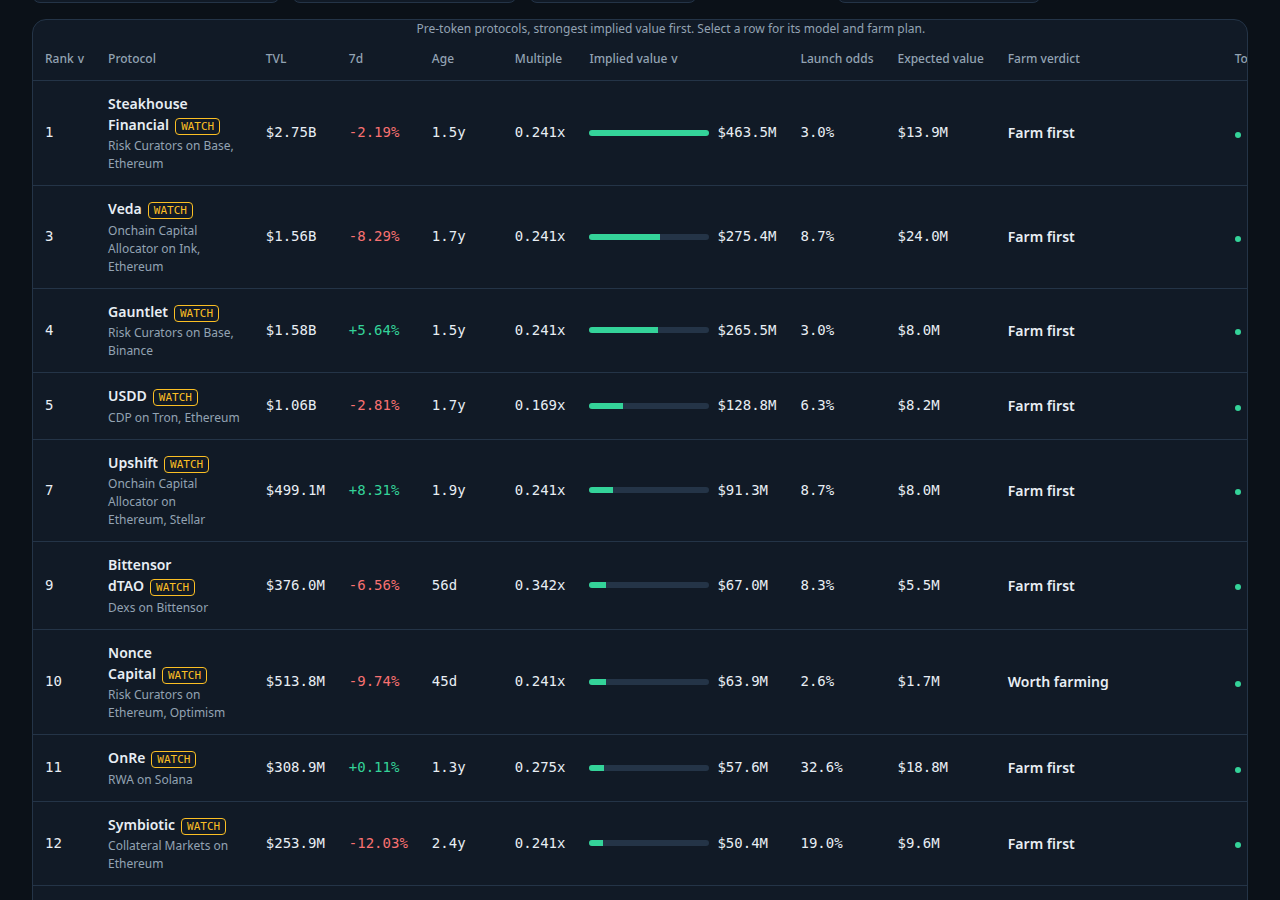 Pre-token protocols, strongest implied value first. Select a row for its model and farm plan.
Rank v Protocol TVL 7d Age Multiple Implied value v Launch odds Expected value Farm verdict To
Steakhouse
Financial WATCH
Risk Curators on Base,
Ethereum
1 $2.75B -2.19% 1.5y 0.241x $463.5M 3.0% $13.9M Farm first
Veda WATCH
Onchain Capital
Allocator on Ink,
Ethereum
3 $1.56B -8.29% 1.7y 0.241x $275.4M 8.7% $24.0M Farm first
Gauntlet WATCH
Risk Curators on Base,
Binance
4 $1.58B +5.64% 1.5y 0.241x $265.5M 3.0% $8.0M Farm first
USDD WATCH
CDP on Tron, Ethereum
5 $1.06B -2.81% 1.7y 0.169x $128.8M 6.3% $8.2M Farm first
Upshift WATCH
Onchain Capital
Allocator on
Ethereum, Stellar
7 $499.1M +8.31% 1.9y 0.241x $91.3M 8.7% $8.0M Farm first
Bittensor
dTAO WATCH
Dexs on Bittensor
9 $376.0M -6.56% 56d 0.342x $67.0M 8.3% $5.5M Farm first
Nonce
Capital WATCH
Risk Curators on
Ethereum, Optimism
10 $513.8M -9.74% 45d 0.241x $63.9M 2.6% $1.7M Worth farming
OnRe WATCH
RWA on Solana
11 $308.9M +0.11% 1.3y 0.275x $57.6M 32.6% $18.8M Farm first
Symbiotic WATCH
Collateral Markets on
Ethereum
12 $253.9M -12.03% 2.4y 0.241x $50.4M 19.0% $9.6M Farm first